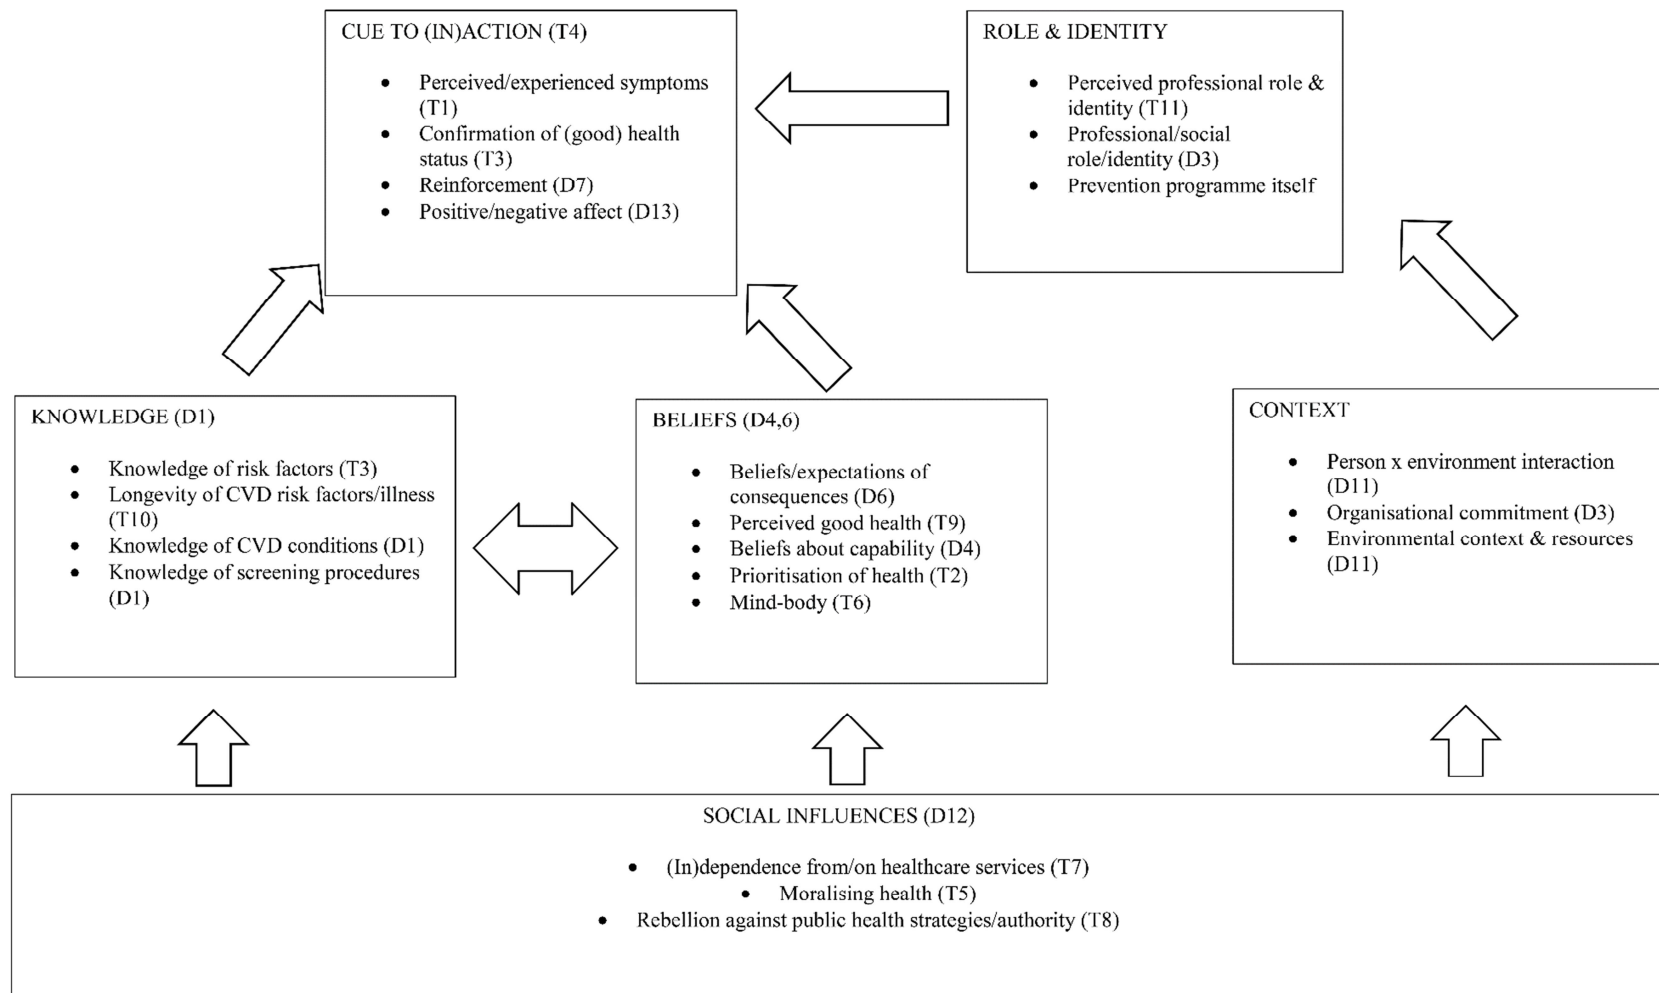 CUE TO (IN)ACTION (T4)
• Perceived/experienced symptoms
(T1)
• Confirmation of (good) health
status (T3)
• Reinforcement (D7)
• Positive/negative affect (D13)
ROLE & IDENTITY
• Perceived professional role &
identity (T11)
• Professional/social
role/identity (D3)
• Prevention programme itself
KNOWLEDGE (D1)
• Knowledge of risk factors (T3)
• Longevity of CVD risk factors/illness
(T10)
• Knowledge of CVD conditions (D1)
• Knowledge of screening procedures
(D1)
BELIEFS (D4,6)
• Beliefs/expectations of
consequences (D6)
• Perceived good health (T9)
• Beliefs about capability (D4)
• Prioritisation of health (T2)
• Mind-body (T6)
CONTEXT
• Person x environment interaction
(D11)
• Organisational commitment (D3)
• Environmental context & resources
(D11)
SOCIAL INFLUENCES (D12)
• (In)dependence from/on healthcare services (T7)
• Moralising health (T5)
• Rebellion against public health strategies/authority (T8)